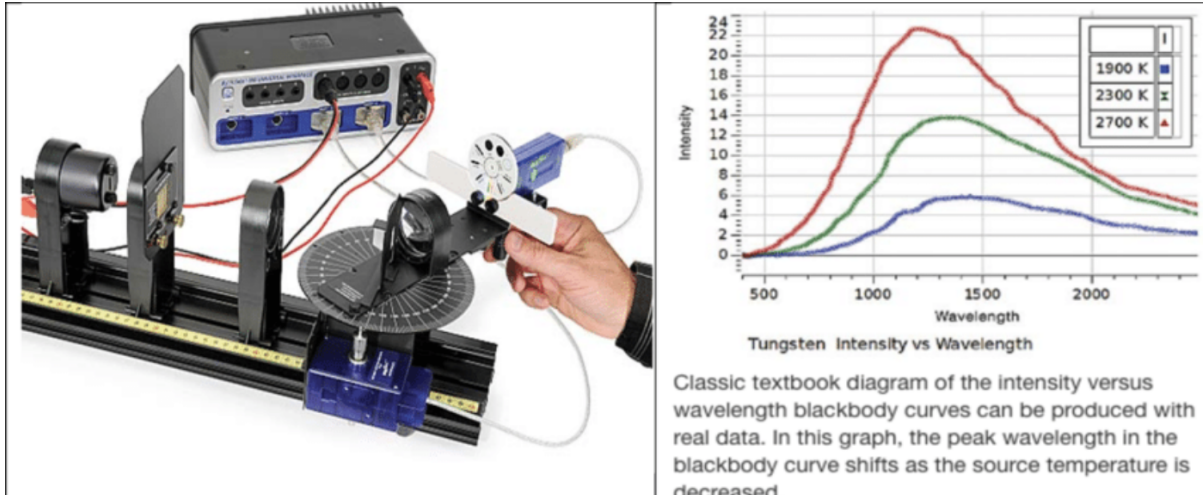 24
22
20
18
16
14
12
10
8
6
4
2
0
Intensity
I
1900 K
2300 K
2700 K
500
1000
1500
2000
Wavelength
Tungsten Intensity vs Wavelength
Classic textbook diagram of the intensity versus
wavelength blackbody curves can be produced with
real data. In this graph, the peak wavelength in the
blackbody curve shifts as the source temperature is
decreased